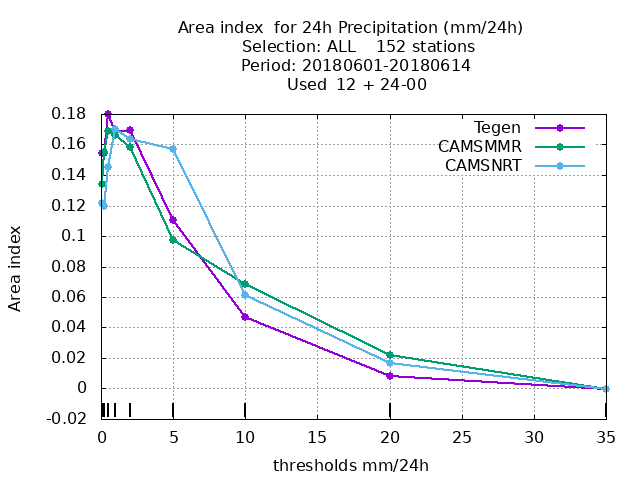 Area index  for 24h Precipitation (mm/24h)
Selection: ALL    152 stations
Period: 20180601-20180614
Used  12 + 24-00
Tegen
CAMSMMR
CAMSNRT
0.18
0.16
0.14
0.12
0.1
0.08
0.06
0.04
0.02
0
-0.02
Area index
0 5 10 15 20 25 30 35
thresholds mm/24h